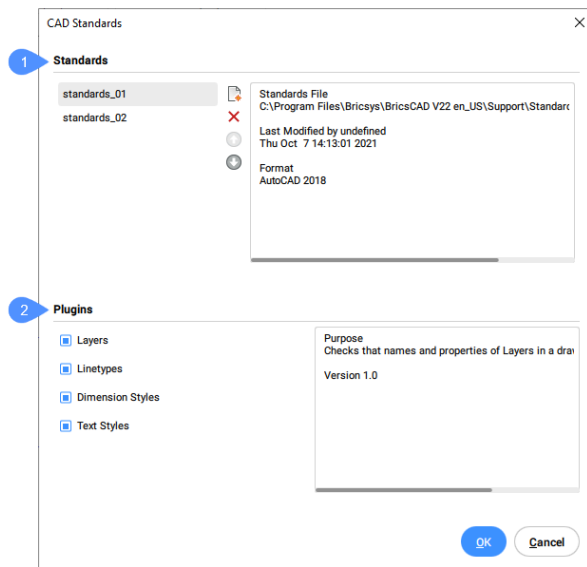 CAD Standards
1
Standards
standards_01
standards_02
Standards File
C:\Program Files\Bricsys\BricsCAD V22 en_US\Support\Standard
Last Modified by undefined
Thu Oct 7 14:13:01 2021
Format
AutoCAD 2018
2
Plugins
Layers
Linetypes
Dimension Styles
Text Styles
Purpose
Checks that names and properties of Layers in a
Version 1.0
OK
Cancel